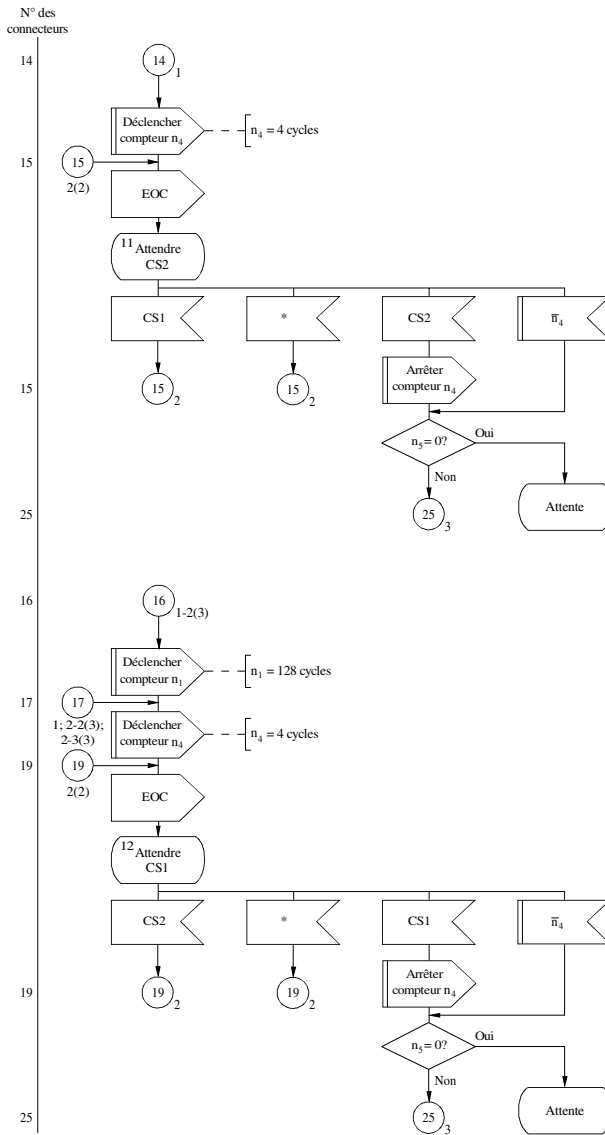 N° des
connecteurs
14
14
1
Déclencher
compteur n4
n4 = 4 cycles
15
15
2(2)
EOC
11 Attendre
CS2
CS1
*
CS2
n̅4
15
15
2
15
2
Arrêter
compteur n4
n5 = 0?
Oui
Non
25
25
3
Attente
16
16
1-2(3)
Déclencher
compteur n1
n1 = 128 cycles
17
17
1; 2-2(3);
2-3(3)
Déclencher
compteur n4
n4 = 4 cycles
19
19
2(2)
EOC
12 Attendre
CS1
CS2
*
CS1
n̅4
19
19
2
19
2
Arrêter
compteur n4
n5 = 0?
Oui
Non
25
25
3
Attente